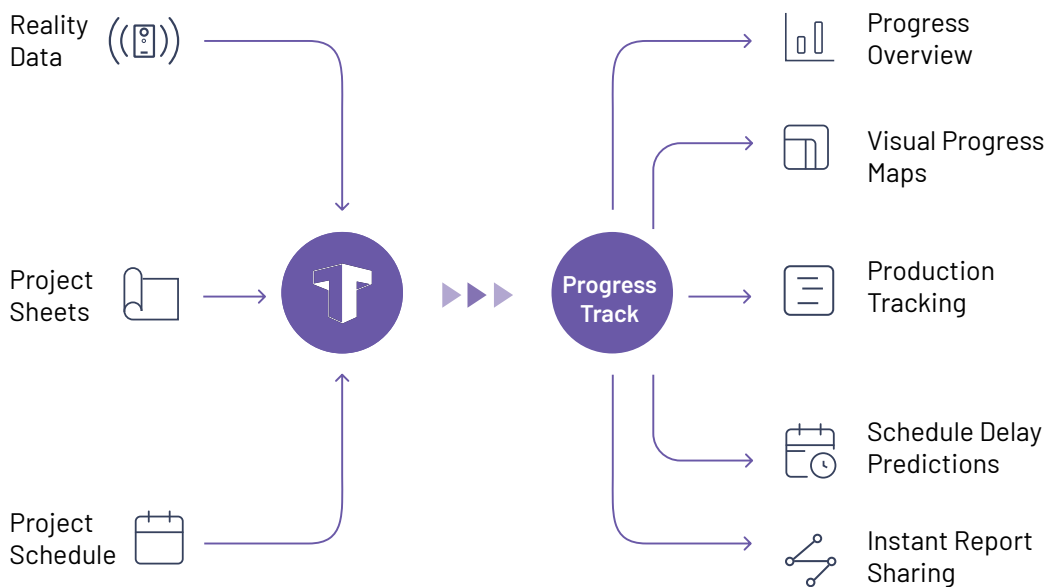 Reality
Data
Project
Sheets
Project
Schedule
Progress
Track
Progress
Overview
Visual Progress
Maps
Production
Tracking
Schedule Delay
Predictions
Instant Report
Sharing